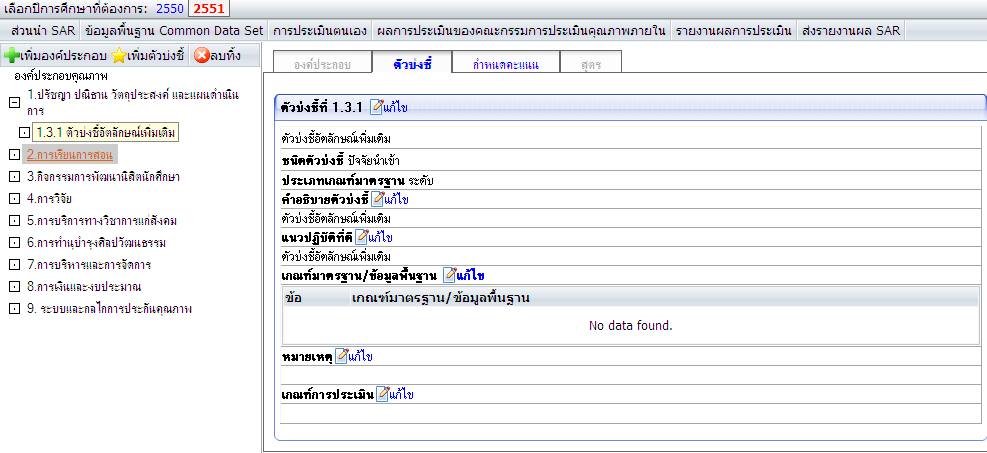 เลือกปีการศึกษาที่ต้องการ: 2550 2551
ส่วนนำ SAR ข้อมูลพื้นฐาน Common Data Set การประเมินตนเอง ผลการประเมินของคณะกรรมการประเมินคุณภาพภายใน รายงานผลการประเมิน ส่งรายงานผล SAR
เพิ่มองค์ประกอบ เพิ่มตัวบ่งชี้ ลบทิ้ง
องค์ประกอบคุณภาพ
1.ปรัชญา ปณิธาน วัตถุประสงค์ และแผนดำเนิน
การ
1.3.1 ตัวบ่งชี้อัตลักษณ์เพิ่มเติม
2.การเรียนการสอน
3.กิจกรรมการพัฒนานิสิตนักศึกษา
4.การวิจัย
5.การบริการทางวิชาการแก่สังคม
6.การทำนุบำรุงศิลปวัฒนธรรม
7.การบริหารและการจัดการ
8.การเงินและงบประมาณ
9. ระบบและกลไกการประกันคุณภาพ
องค์ประกอบ ตัวบ่งชี้ กำหนดคะแนน สูตร
ตัวบ่งชี้ที่ 1.3.1 แก้ไข
ตัวบ่งชี้อัตลักษณ์เพิ่มเติม
ชนิดตัวบ่งชี้ ปัจจัยนำเข้า
ประเภทเกณฑ์มาตรฐาน ระดับ
คำอธิบายตัวบ่งชี้ แก้ไข
ตัวบ่งชี้อัตลักษณ์เพิ่มเติม
แนวปฏิบัติที่ดี แก้ไข
ตัวบ่งชี้อัตลักษณ์เพิ่มเติม
เกณฑ์มาตรฐาน/ข้อมูลพื้นฐาน แก้ไข
ข้อ เกณฑ์มาตรฐาน/ข้อมูลพื้นฐาน
No data found.
หมายเหตุ แก้ไข
เกณฑ์การประเมิน แก้ไข